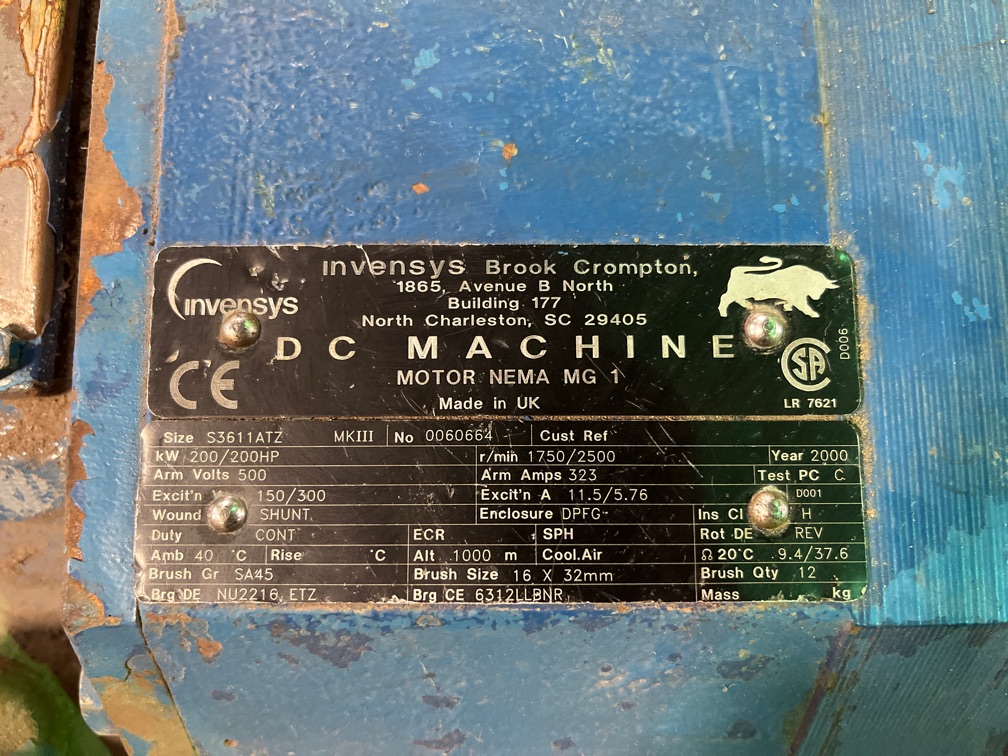 invensys Brook Crompton,
1865, Avenue B North
Building 177
North Charleston, SC 29405
invensys
DC MACHINE
MOTOR NEMA MG 1
Made in UK
CE
SA
LR 7621
D006
Size S3611ATZ MKIII No 0060664 Cust Ref
kW 200/200HP r/min 1750/2500 Year 2000
Arm Volts 500 Arm Amps 323 Test PC C
Excit'n 150/300 Excit'n A 11.5/5.76 D001
Wound SHUNT Enclosure DPFG Ins Cl H
Duty CONT ECR SPH Rot DE REV
Amb 40 °C Rise °C Alt 1000 m Cool.Air Ω 20°C 9.4/37.6
Brush Gr SA45 Brush Size 16 X 32mm Brush Qty 12
Brg DE NU2216 ETZ Brg CE 6312LLBNR Mass kg